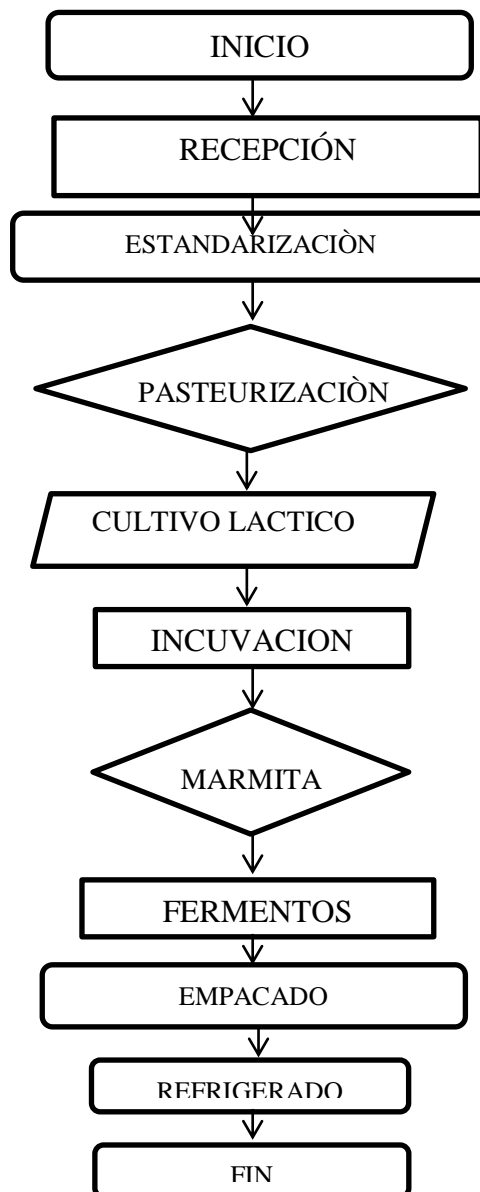 INICIO
RECEPCIÓN
ESTANDARIZACIÒN
PASTEURIZACIÒN
CULTIVO LACTICO
INCUVACION
MARMITA
FERMENTOS
EMPACADO
REFRIGERADO
FIN